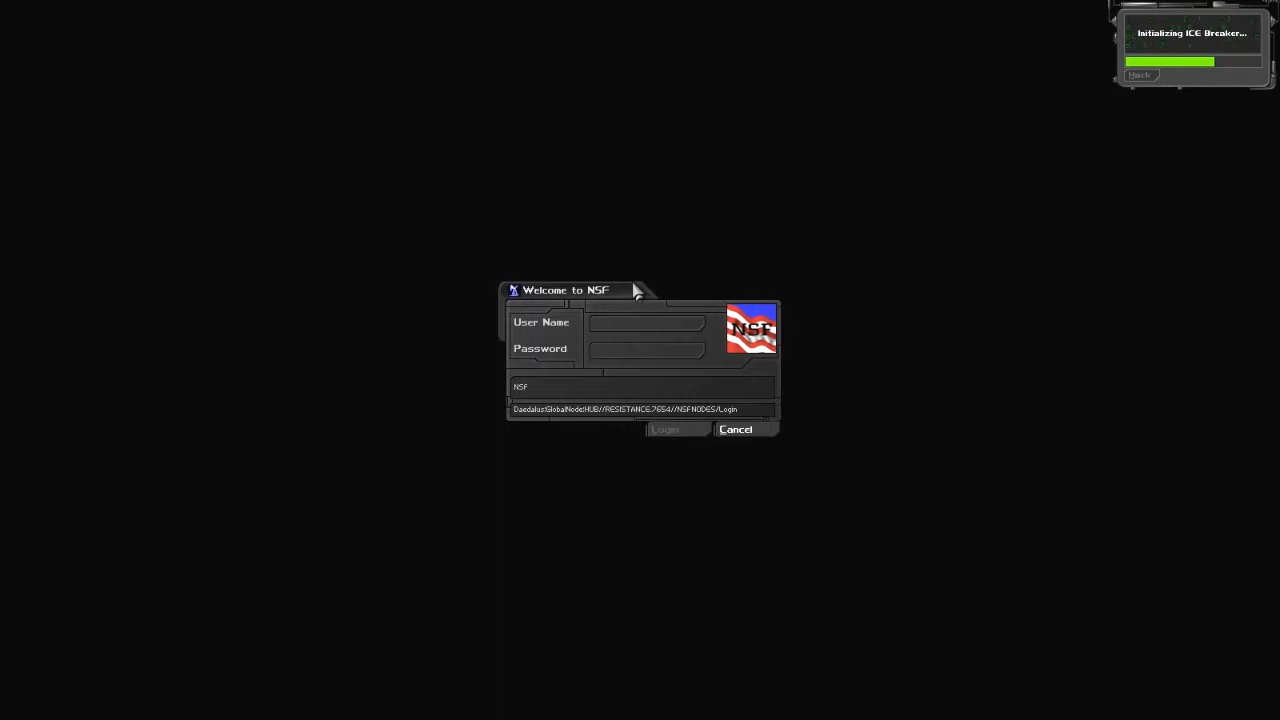 Initializing ICE Breaker...
Hack
Welcome to NSF
User Name
NSF
Password
NSF
Daedalus:GlobalNode:HUB//RESISTANCE.7654//NSFNODES/Login
Login
Cancel